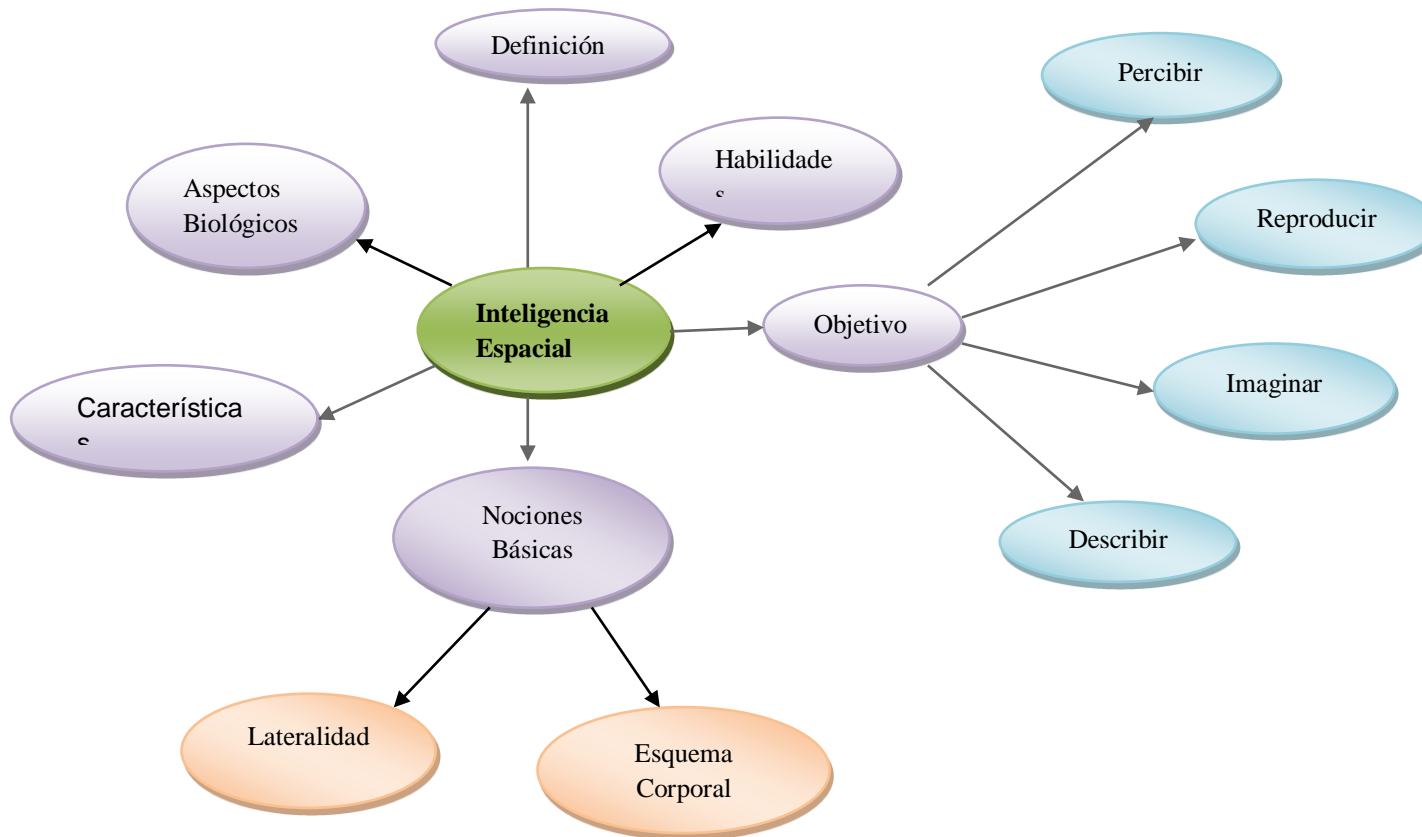 Definición
Percibir
Habilidade
s
Aspectos
Biológicos
Reproducir
Inteligencia
Espacial
Objetivo
Imaginar
Característica
s
Nociones
Básicas
Describir
Lateralidad
Esquema
Corporal